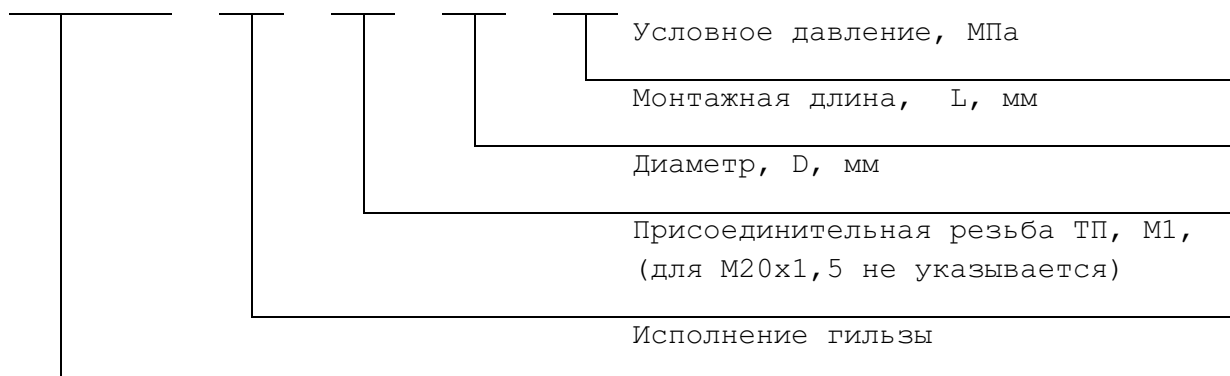 Условное давление, МПа
Монтажная длина, L, мм
Диаметр, D, мм
Присоединительная резьба ТП, М1,
(для М20х1,5 не указывается)
Исполнение гильзы